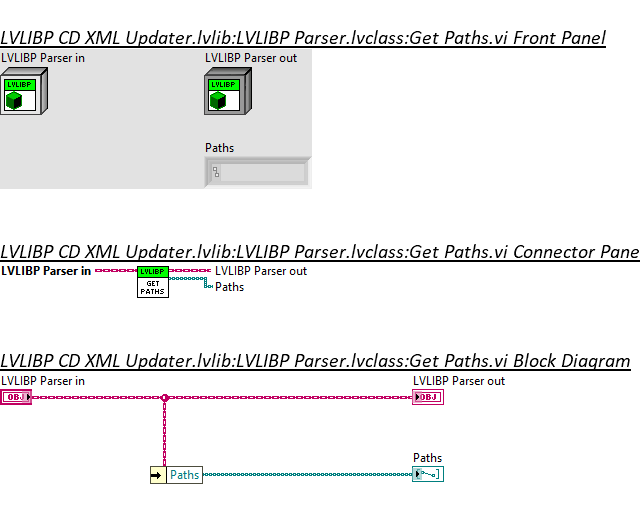 LVLIBP CD XML Updater.lvlib:LVLIBP Parser.lvclass:Get Paths.vi Front Panel
LVLIBP Parser in LVLIBP Parser out
LVLIBP LVLIBP
Paths
LVLIBP CD XML Updater.lvlib:LVLIBP Parser.lvclass:Get Paths.vi Connector Pane
LVLIBP Parser in LVLIBP LVLIBP Parser out
GET Paths
PATHS
LVLIBP CD XML Updater.lvlib:LVLIBP Parser.lvclass:Get Paths.vi Block Diagram
LVLIBP Parser in LVLIBP Parser out
OBJ OBJ
Paths
Paths